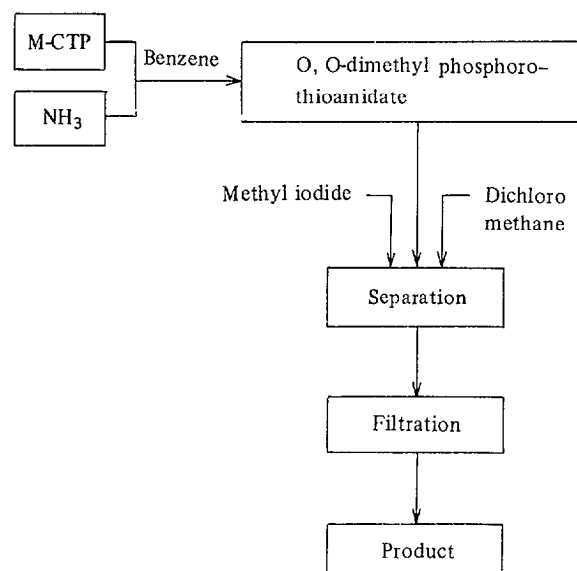 M-CTP
Benzene
NH₃
O, O-dimethyl phosphoro-
thioamidate
Methyl iodide
Dichloro
methane
Separation
Filtration
Product